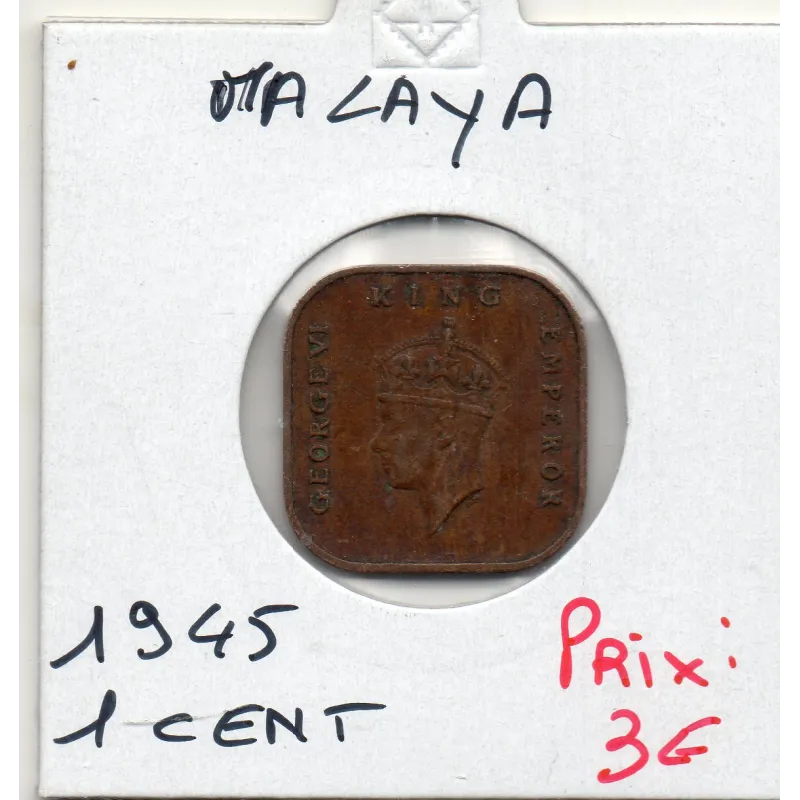 MALAYA
KING
GEORGE VI
EMPEROR
1945
1 CENT
PRix:
3€